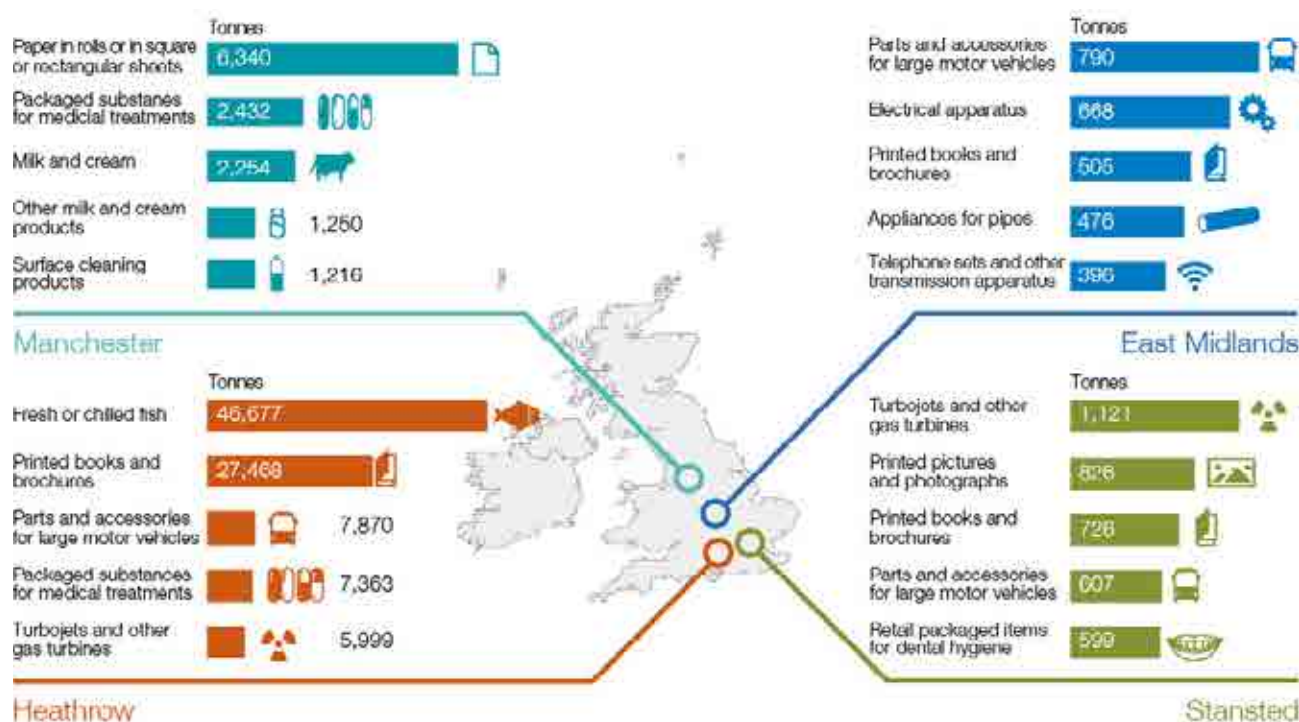 Tonnes
Paper in rolls or in square
or rectangular sheets
6,340
Packaged substanes
for medicial treatments
2,432
Milk and cream
2,254
Other milk and cream
products
1,250
Surface cleaning
products
1,216
Manchester
Tonnes
Parts and accessories
for large motor vehicles
790
Electrical apparatus
668
Printed books and
brochures
505
Appliances for pipes
476
Telephone sets and other
transmission apparatus
396
East Midlands
Tonnes
Fresh or chilled fish
46,677
Printed books and
brochures
27,468
Parts and accessories
for large motor vehicles
7,870
Packaged substances
for medical treatments
7,363
Turbojets and other
gas turbines
5,999
Heathrow
Tonnes
Turbojets and other
gas turbines
1,121
Printed pictures
and photographs
826
Printed books and
brochures
726
Parts and accessories
for large motor vehicles
607
Retail packaged items
for dental hygiene
599
Stansted